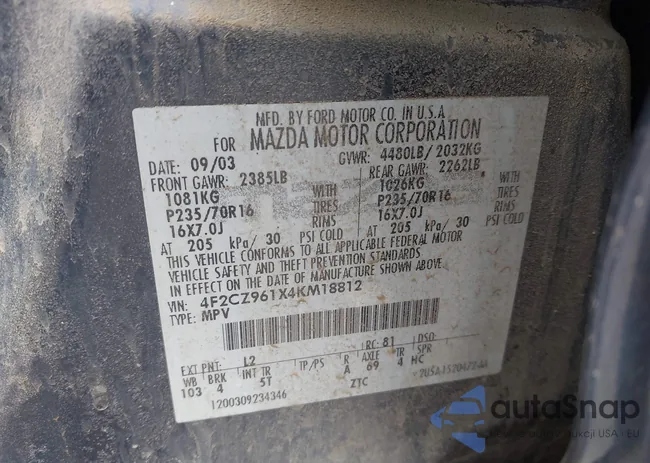 MFD. BY FORD MOTOR CO. IN U.S.A
FOR MAZDA MOTOR CORPORATION
DATE: 09/03 GVWR: 4480LB/ 2032KG
FRONT GAWR: 2385LB REAR GAWR: 2262LB
1081KG WITH 1026KG WITH
P235/70R16 TIRES P235/70R16 TIRES
16X7.0J RIMS 16X7.0J RIMS
AT 205 kPa/ 30 PSI COLD AT 205 kPa/ 30 PSI COLD
THIS VEHICLE CONFORMS TO ALL APPLICABLE FEDERAL MOTOR
VEHICLE SAFETY AND THEFT PREVENTION STANDARDS
IN EFFECT ON THE DATE OF MANUFACTURE SHOWN ABOVE.
VIN: 4F2CZ961X4KM18812
TYPE: MPV
EXT PNT: L2 RC: 81 DSO:
WB BRK INT TR TP/PS R AXLE TR SPR
103 4 5T A 69 4 HC
1200309234346 ZTC
autoSnap